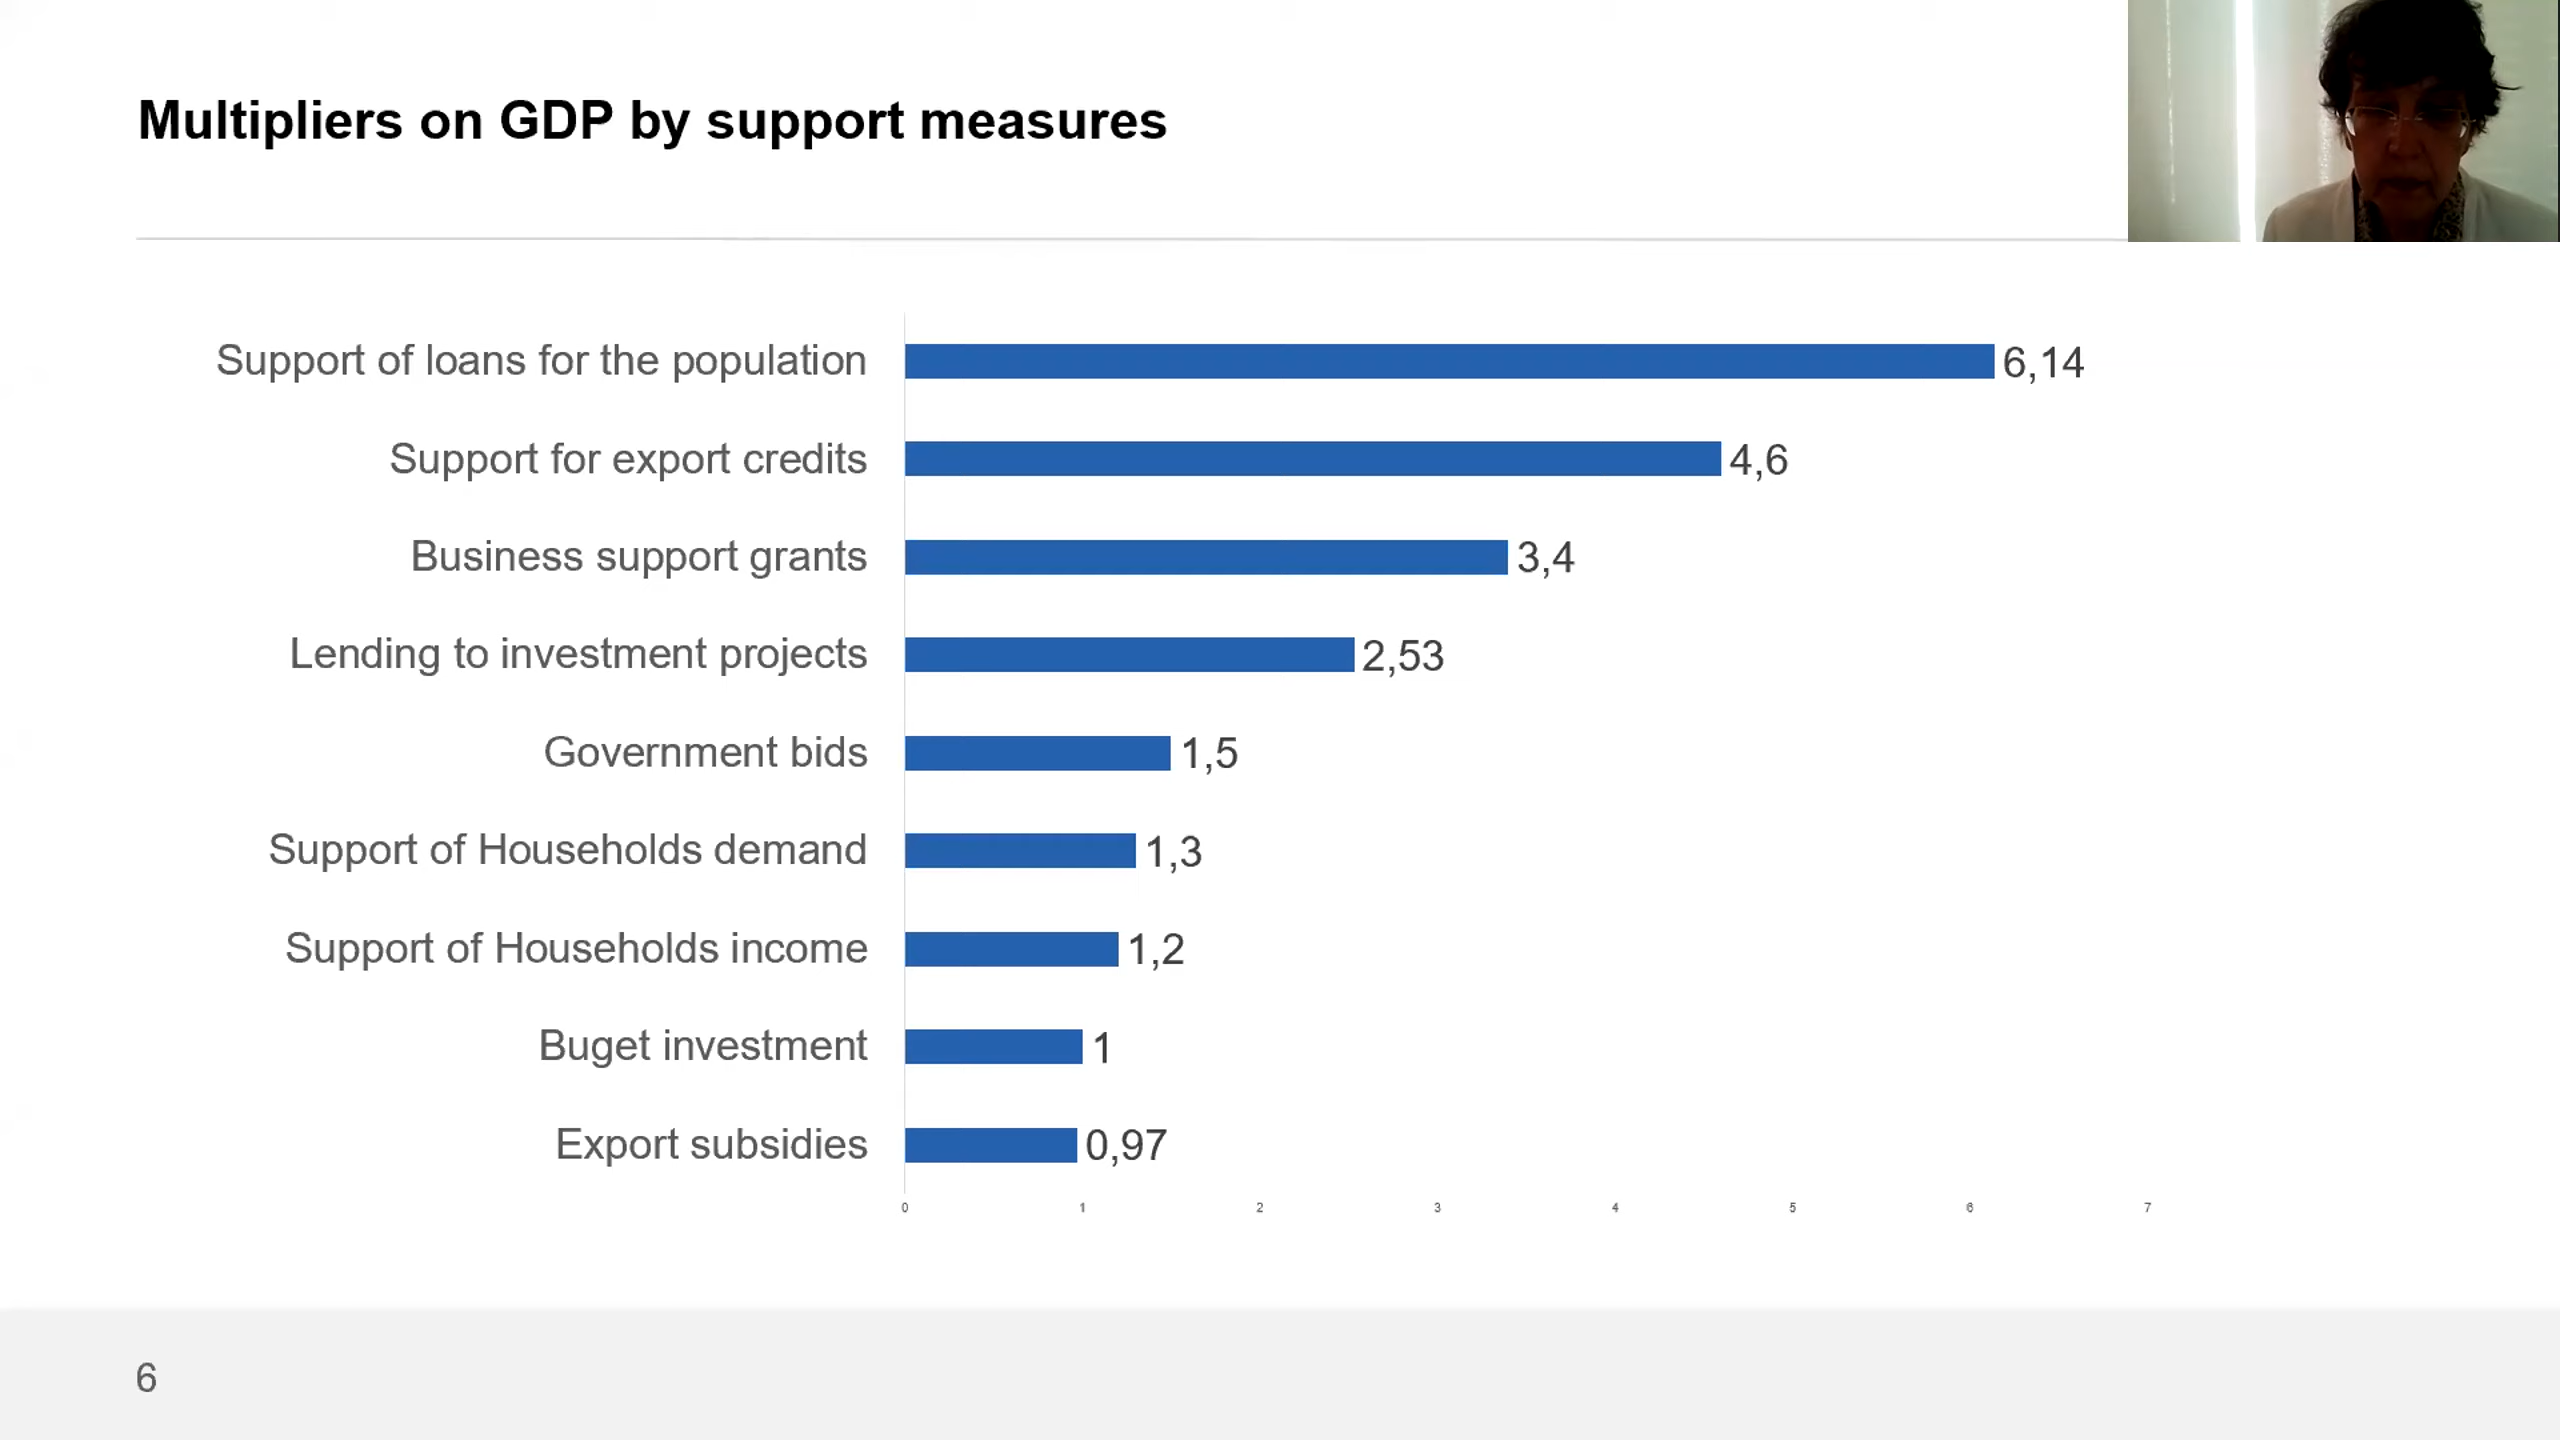 Multipliers on GDP by support measures
Support of loans for the population 6,14
Support for export credits 4,6
Business support grants 3,4
Lending to investment projects 2,53
Government bids 1,5
Support of Households demand 1,3
Support of Households income 1,2
Buget investment 1
Export subsidies 0,97
0 1 2 3 4 5 6 7
6